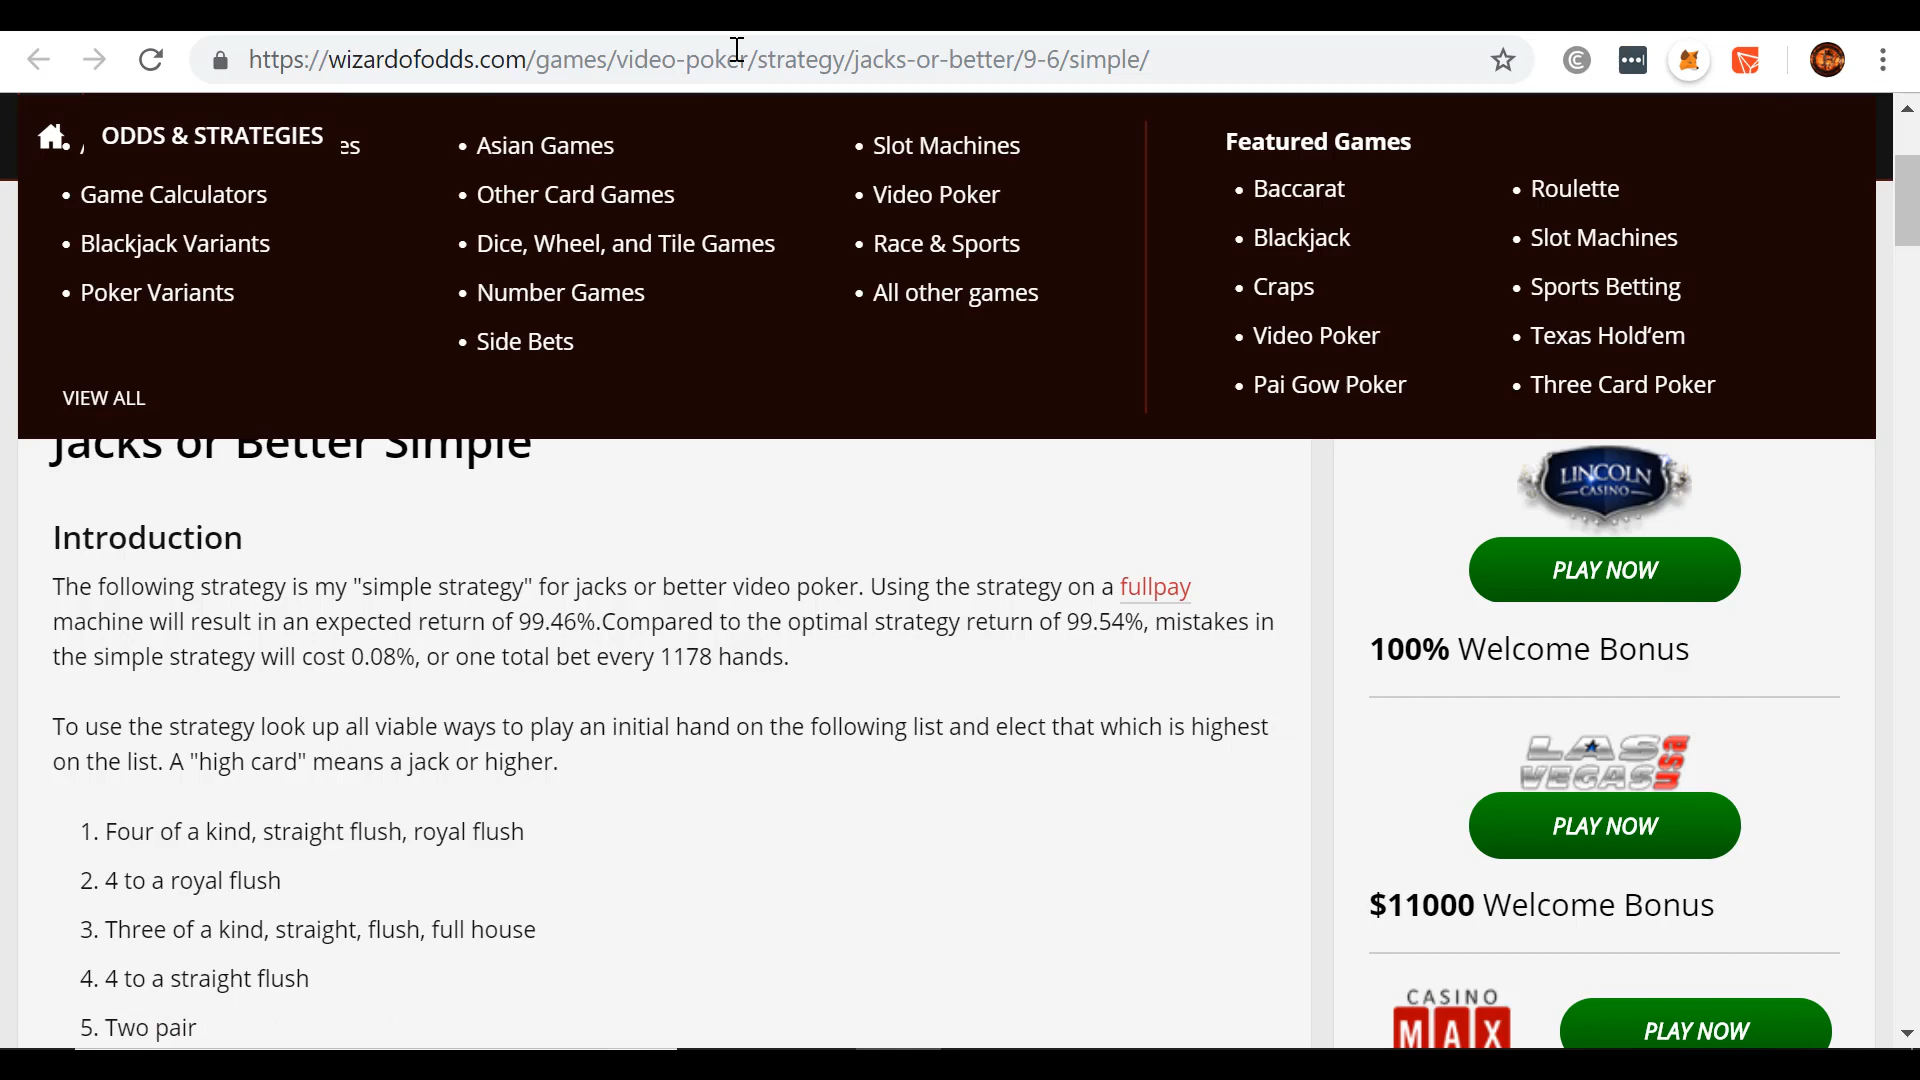 https://wizardofodds.com/games/video-poker/strategy/jacks-or-better/9-6/simple/
ODDS & STRATEGIES
Game Calculators
Blackjack Variants
Poker Variants
Asian Games
Other Card Games
Dice, Wheel, and Tile Games
Number Games
Side Bets
Slot Machines
Video Poker
Race & Sports
All other games
VIEW ALL
Featured Games
Baccarat
Blackjack
Craps
Video Poker
Pai Gow Poker
Roulette
Slot Machines
Sports Betting
Texas Hold‘em
Three Card Poker
Jacks or Better Simple
Introduction
The following strategy is my "simple strategy" for jacks or better video poker. Using the strategy on a fullpay
machine will result in an expected return of 99.46%.Compared to the optimal strategy return of 99.54%, mistakes in
the simple strategy will cost 0.08%, or one total bet every 1178 hands.
To use the strategy look up all viable ways to play an initial hand on the following list and elect that which is highest
on the list. A "high card" means a jack or higher.
1. Four of a kind, straight flush, royal flush
2. 4 to a royal flush
3. Three of a kind, straight, flush, full house
4. 4 to a straight flush
5. Two pair
LINCOLN
CASINO
PLAY NOW
100% Welcome Bonus
LAS
VEGAS USA
PLAY NOW
$11000 Welcome Bonus
CASINO
MAX
PLAY NOW